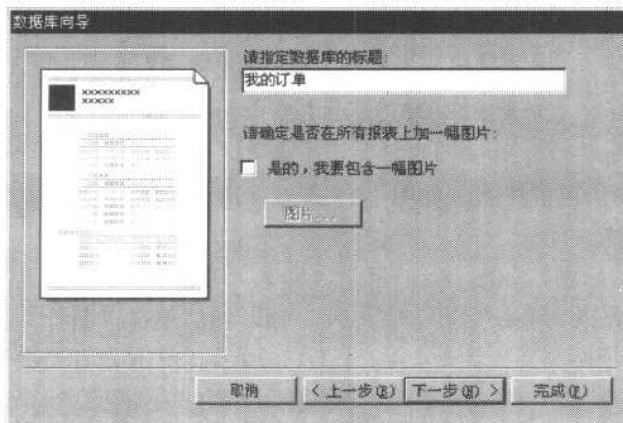 数据库向导
请指定数据库的标题:
我的订单
请确定是否在所有报表上加一幅图片:
是的，我要包含一幅图片
图片...
取消
< 上一步(B)
下一步(N) >
完成(F)